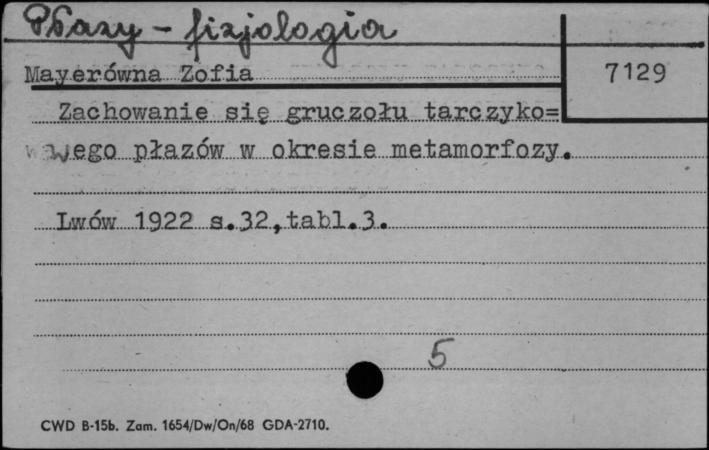 Płazy - fizjologia
Mayerówna Zofia
7129
Zachowanie się gruczołu tarczyko=
wego płazów w okresie metamorfozy.
Lwów 1922 s.32,tabl.3.
5
CWD B-15b. Zam. 1654/Dw/On/68 GDA-2710.